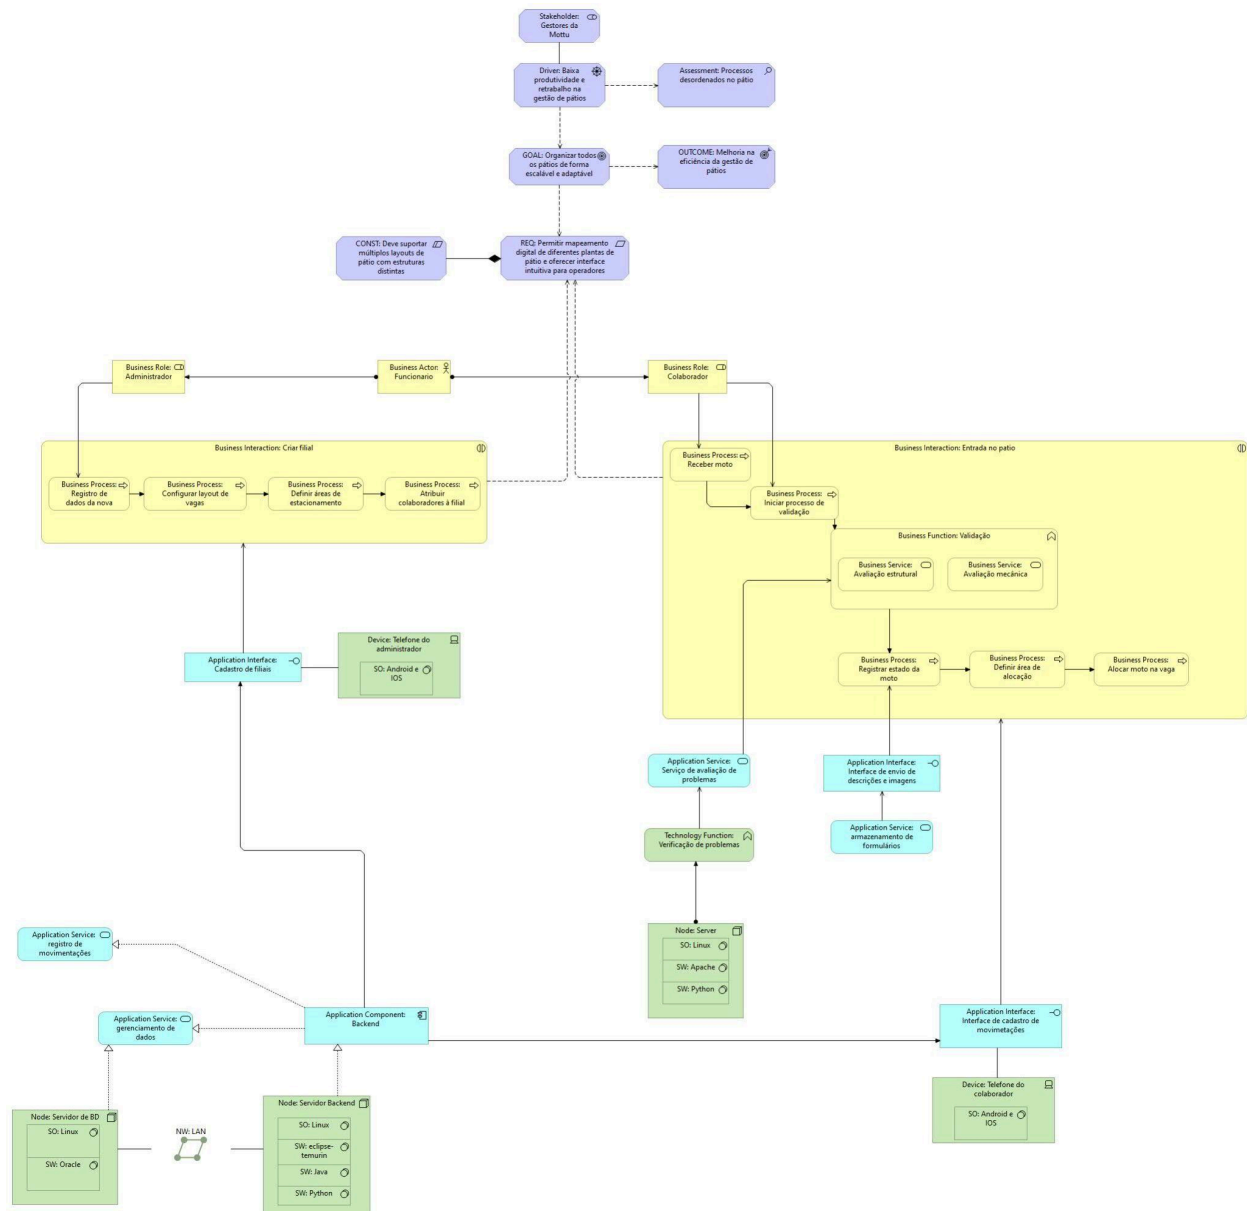 Stakeholder:
Gestores da
Mottu
Driver: Baixa
produtividade e
retrabalho na
gestão de pátios
Assessment: Processos
desordenados no pátio
GOAL: Organizar todos
os pátios de forma
escalável e adaptável
OUTCOME: Melhoria na
eficiência da gestão de
pátios
CONST: Deve suportar
múltiplos layouts de
pátio com estruturas
distintas
REQ: Permitir mapeamento
digital de diferentes plantas de
pátio e oferecer interface
intuitiva para operadores
Business Role:
Administrador
Business Actor:
Funcionario
Business Role:
Colaborador
Business Interaction: Criar filial
Business Process:
Registro de
dados da nova
Business Process:
Configurar layout de
vagas
Business Process:
Definir áreas de
estacionamento
Business Process:
Atribuir
colaboradores à filial
Business Interaction: Entrada no patio
Business Process:
Receber moto
Business Process:
Iniciar processo de
validação
Business Function: Validação
Business Service:
Avaliação estrutural
Business Service:
Avaliação mecânica
Business Process:
Registrar estado da
moto
Business Process:
Definir área de
alocação
Business Process:
Alocar moto na vaga
Application Interface:
Cadastro de filiais
Device: Telefone do
administrador
SO: Android e
IOS
Application Service:
Serviço de avaliação de
problemas
Application Interface:
Interface de envio de
descrições e imagens
Technology Function:
Verificação de problemas
Application Service:
armazenamento de
formulários
Node: Server
SO: Linux
SW: Apache
SW: Python
Application Service:
registro de
movimentações
Application Service:
gerenciamento de
dados
Application Component:
Backend
Application Interface:
Interface de cadastro de
movimetações
Device: Telefone do
colaborador
SO: Android e
IOS
Node: Servidor de BD
SO: Linux
SW: Oracle
NW: LAN
Node: Servidor Backend
SO: Linux
SW: eclipse-
temurin
SW: Java
SW: Python